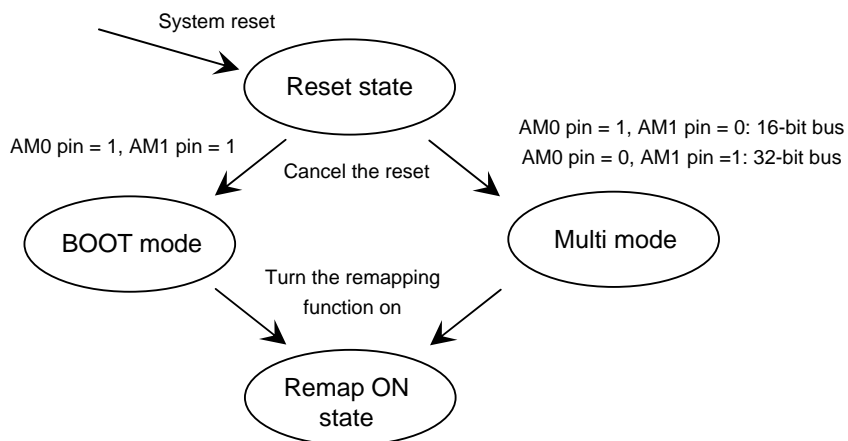 System reset
Reset state
AM0 pin = 1, AM1 pin = 0: 16-bit bus
AM0 pin = 1, AM1 pin = 1
AM0 pin = 0, AM1 pin =1: 32-bit bus
Cancel the reset
BOOT mode
Multi mode
Turn the remapping
function on
Remap ON
state